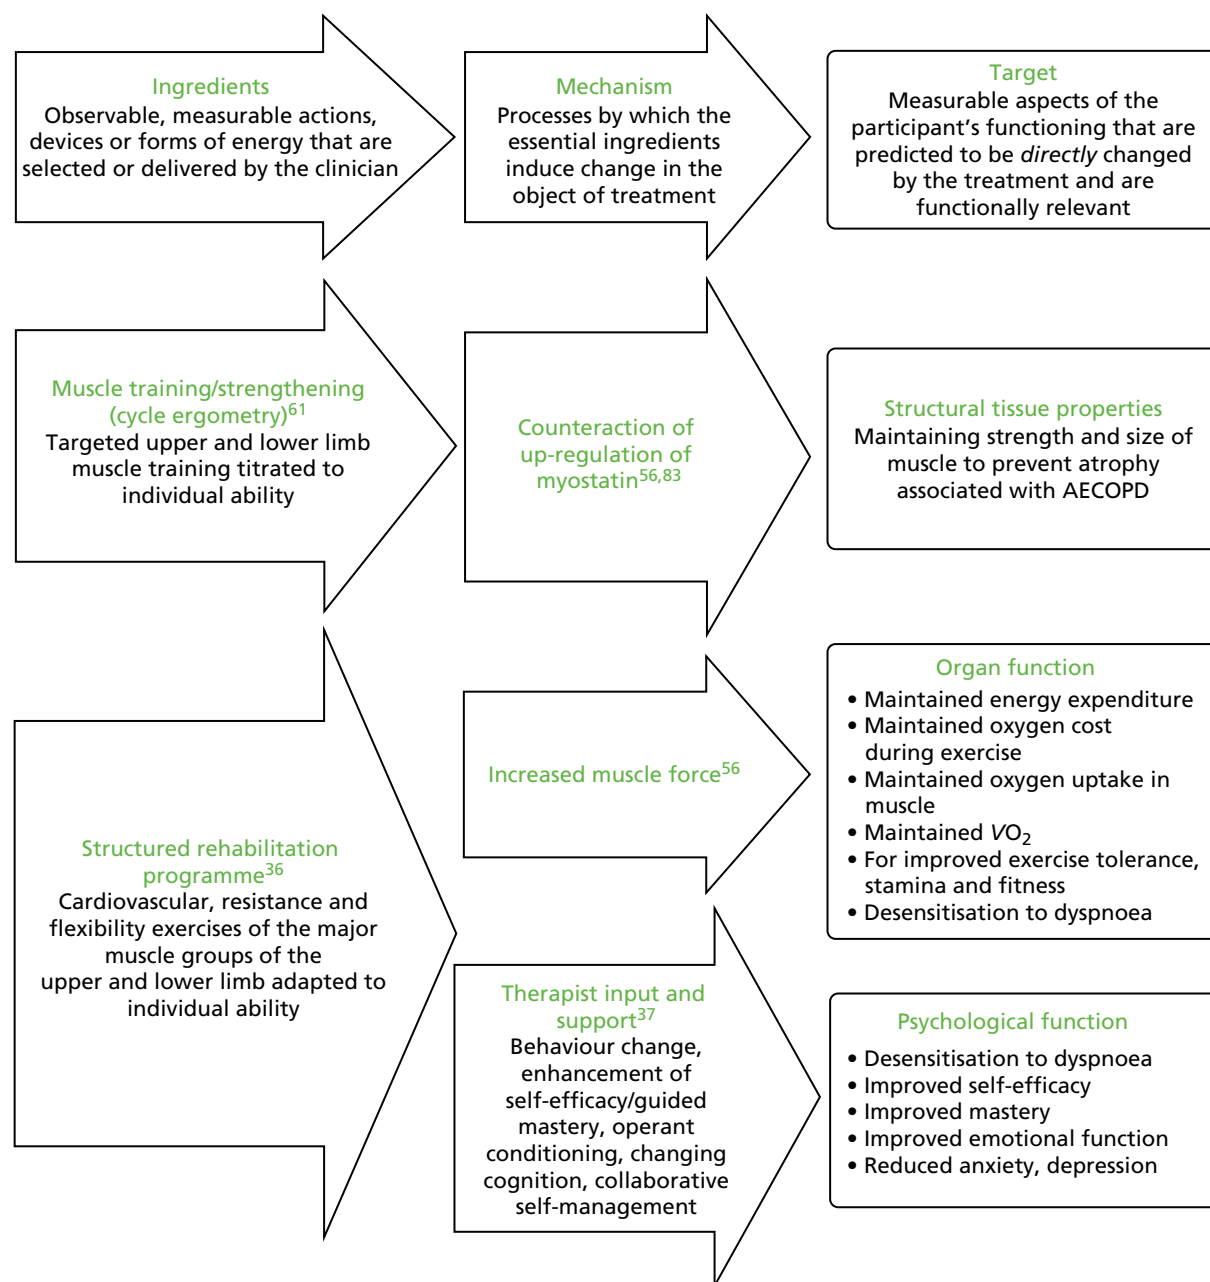 Ingredients
Observable, measurable actions,
devices or forms of energy that are
selected or delivered by the clinician
Mechanism
Processes by which the
essential ingredients
induce change in the
object of treatment
Target
Measurable aspects of the
participant’s functioning that are
predicted to be directly changed
by the treatment and are
functionally relevant
Muscle training/strengthening
(cycle ergometry)61
Targeted upper and lower limb
muscle training titrated to
individual ability
Counteraction of
up-regulation of
myostatin56,83
Structural tissue properties
Maintaining strength and size of
muscle to prevent atrophy
associated with AECOPD
Structured rehabilitation
programme36
Cardiovascular, resistance and
flexibility exercises of the major
muscle groups of the
upper and lower limb adapted to
individual ability
Increased muscle force56
Organ function
• Maintained energy expenditure
• Maintained oxygen cost
during exercise
• Maintained oxygen uptake in
muscle
• Maintained VO2
• For improved exercise tolerance,
stamina and fitness
• Desensitisation to dyspnoea
Therapist input and
support37
Behaviour change,
enhancement of
self-efficacy/guided
mastery, operant
conditioning, changing
cognition, collaborative
self-management
Psychological function
• Desensitisation to dyspnoea
• Improved self-efficacy
• Improved mastery
• Improved emotional function
• Reduced anxiety, depression